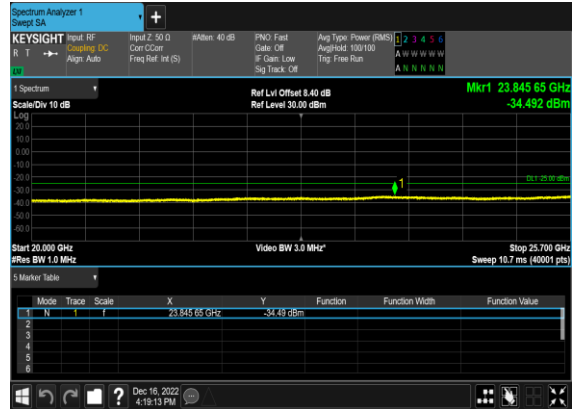 Spectrum Analyzer 1
Swept SA
+
KEYSIGHT Input: RF Input Z: 50 Ω #Atten: 40 dB PNO: Fast Avg Type: Power (RMS) 1 2 3 4 5 6
R T Coupling: DC Corr CCorr Gate: Off Avg|Hold: 100/100 A W W W W W
Align: Auto Freq Ref: Int (S) IF Gain: Low Trig: Free Run
Sig Track: Off A N N N N N
1 Spectrum Ref Lvl Offset 8.40 dB Mkr1 23.845 65 GHz
Scale/Div 10 dB Ref Level 30.00 dBm -34.492 dBm
Log
20.0
10.0
0.00
-10.0
-20.0
DL1 -25.00 dBm
-30.0
1
-40.0
-50.0
-60.0
Start 20.000 GHz Video BW 3.0 MHz* Stop 25.700 GHz
#Res BW 1.0 MHz Sweep 10.7 ms (40001 pts)
5 Marker Table
Mode Trace Scale X Y Function Function Width Function Value
1 N 1 f 23.845 65 GHz -34.49 dBm
2
3
4
5
6
? Dec 16, 2022
4:19:13 PM